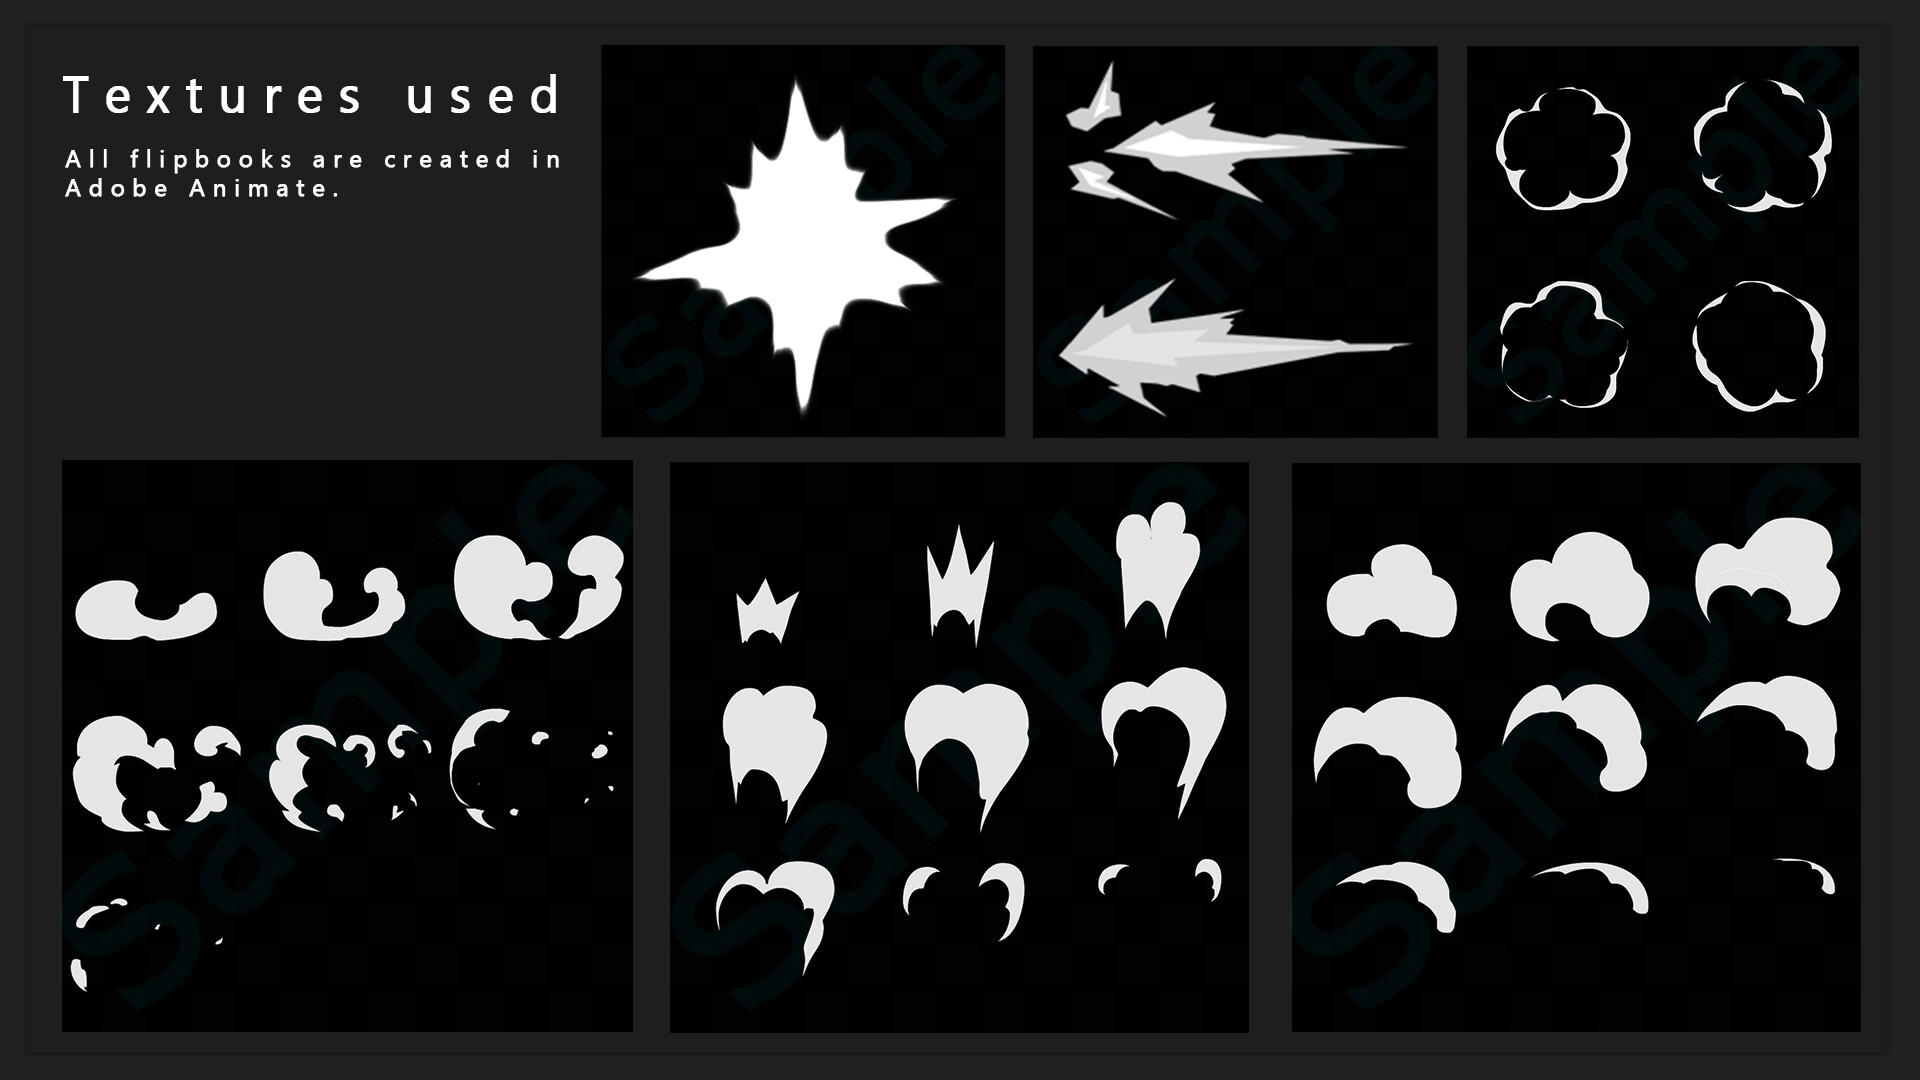 Textures used
All flipbooks are created in
Adobe Animate.
Sample
Sample
Sample
Sample
Sample
Sample